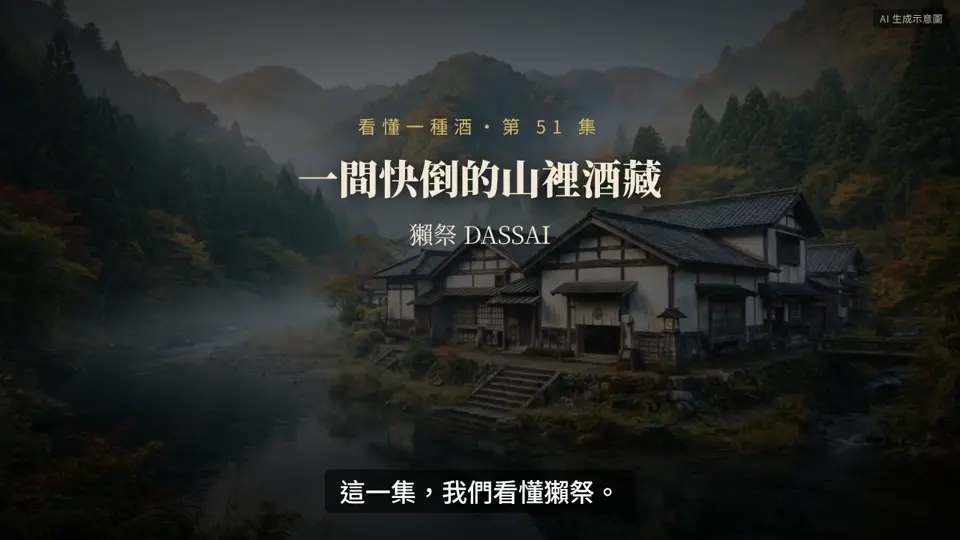 AI 生成示意圖
看懂一種酒・第 51 集
一間快倒的山裡酒藏
獺祭 DASSAI
這一集，我們看懂獺祭。